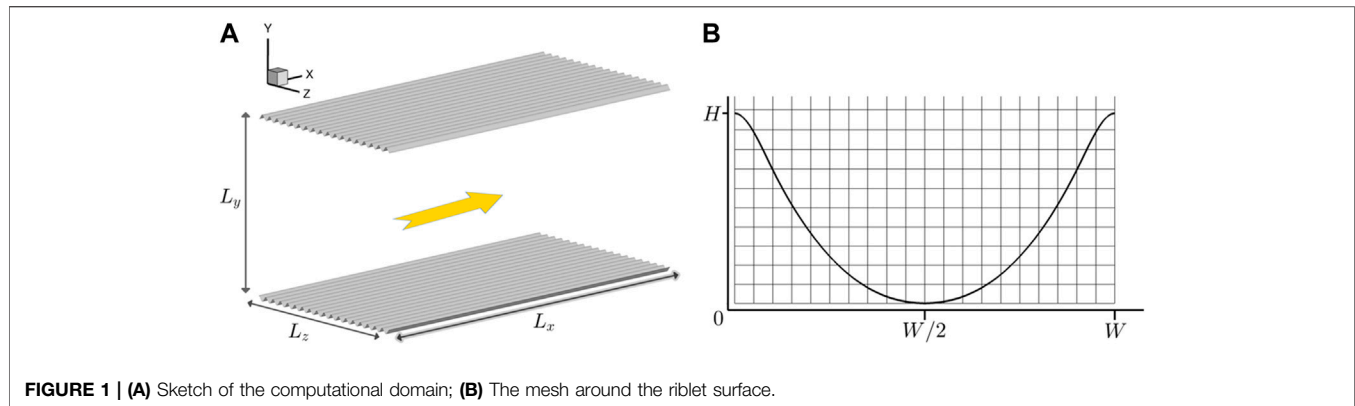 A
B
Y
X
Z
H
L_y
0
W/2
W
L_z
L_x
FIGURE 1 | (A) Sketch of the computational domain; (B) The mesh around the riblet surface.